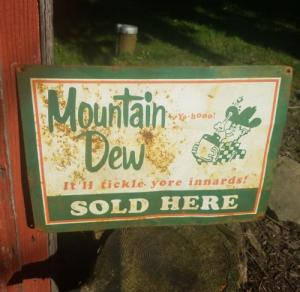 Mountain
Ya-hooo!
Dew
It'll tickle yore innards!
SOLD HERE